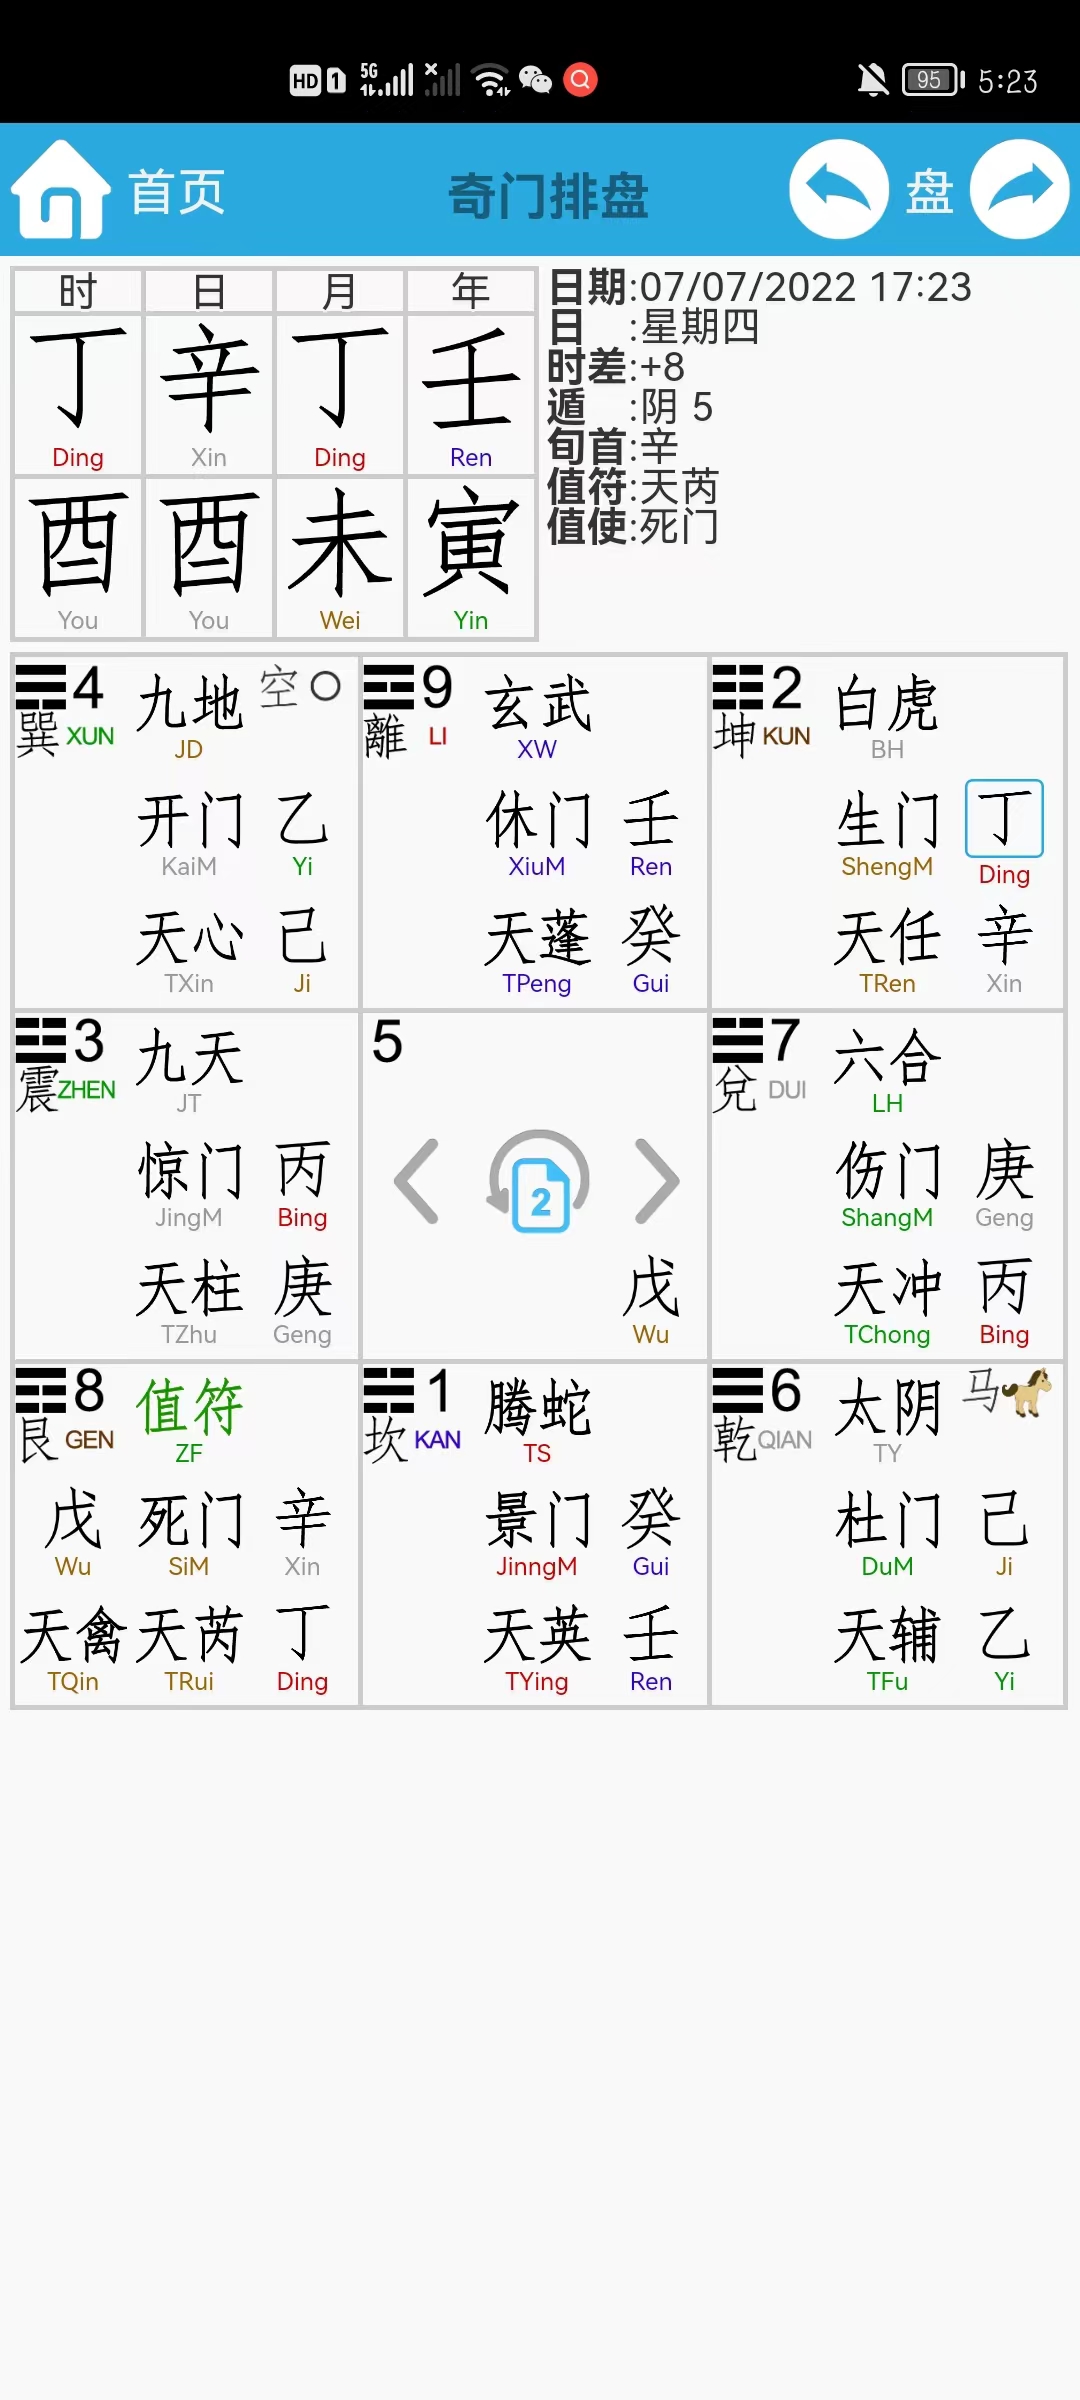 HD 1 5G 95 5:23
首页 奇门排盘 盘
时 日 月 年
丁 辛 丁 壬
Ding Xin Ding Ren
酉 酉 未 寅
You You Wei Yin
日期:07/07/2022 17:23
日 :星期四
时差:+8
遁 :阴 5
旬首:辛
值符:天芮
值使:死门
4 九地 空
巽 XUN JD
开门 乙
KaiM Yi
天心 己
TXin Ji
9 玄武
離 LI XW
休门 壬
XiuM Ren
天蓬 癸
TPeng Gui
2 白虎
坤 KUN BH
生门 丁
ShengM Ding
天任 辛
TRen Xin
3 九天
震 ZHEN JT
惊门 丙
JingM Bing
天柱 庚
TZhu Geng
5
2
戊
Wu
7 六合
兌 DUI LH
伤门 庚
ShangM Geng
天冲 丙
TChong Bing
8 值符
艮 GEN ZF
戊 死门 辛
Wu SiM Xin
天禽 天芮 丁
TQin TRui Ding
1 腾蛇
坎 KAN TS
景门 癸
JinngM Gui
天英 壬
TYing Ren
6 太阴 马
乾 QIAN TY
杜门 己
DuM Ji
天辅 乙
TFu Yi